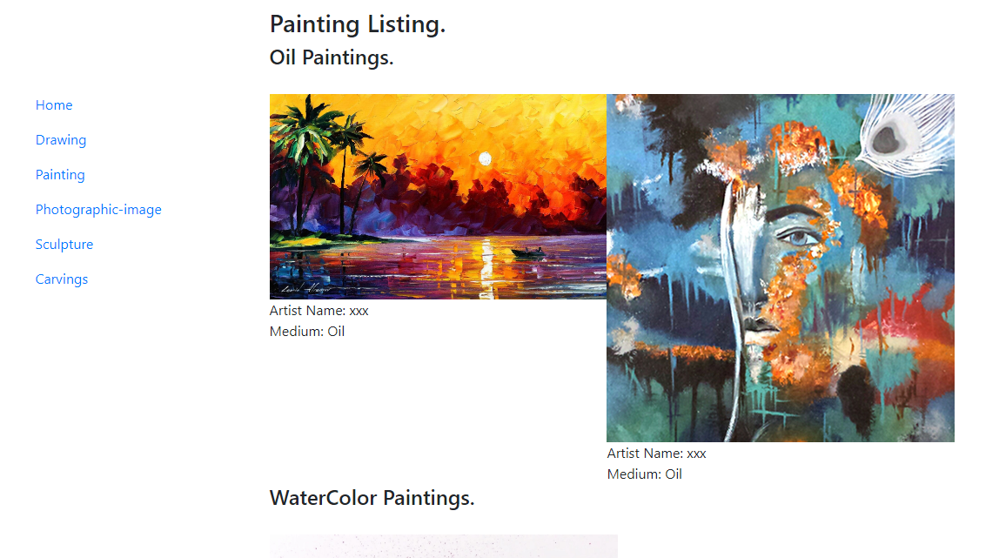 Painting Listing.
Oil Paintings.
Home
Drawing
Painting
Photographic-image
Sculpture
Carvings
Artist Name: xxx
Medium: Oil
Artist Name: xxx
Medium: Oil
WaterColor Paintings.